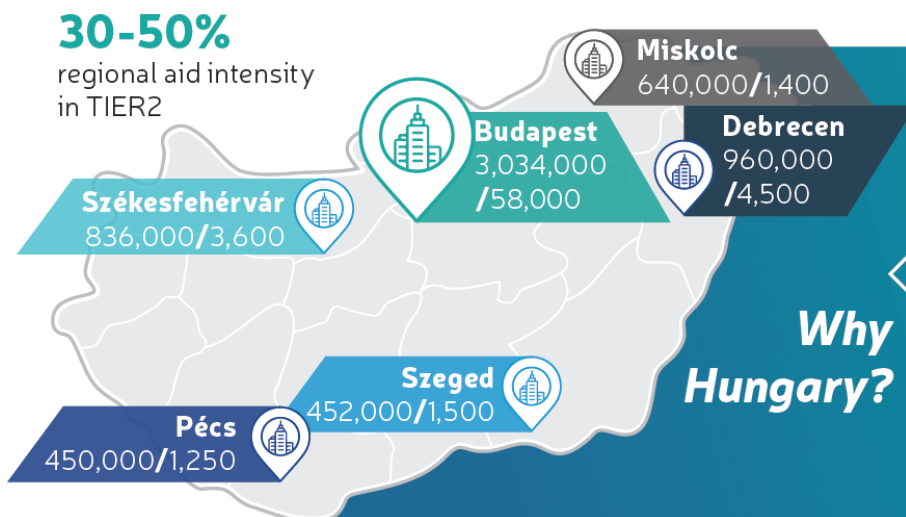 30-50%
regional aid intensity
in TIER2
Miskolc
640,000/1,400
Budapest
3,034,000
/58,000
Debrecen
960,000
/4,500
Székesfehérvár
836,000/3,600
Why
Hungary?
Szeged
452,000/1,500
Pécs
450,000/1,250